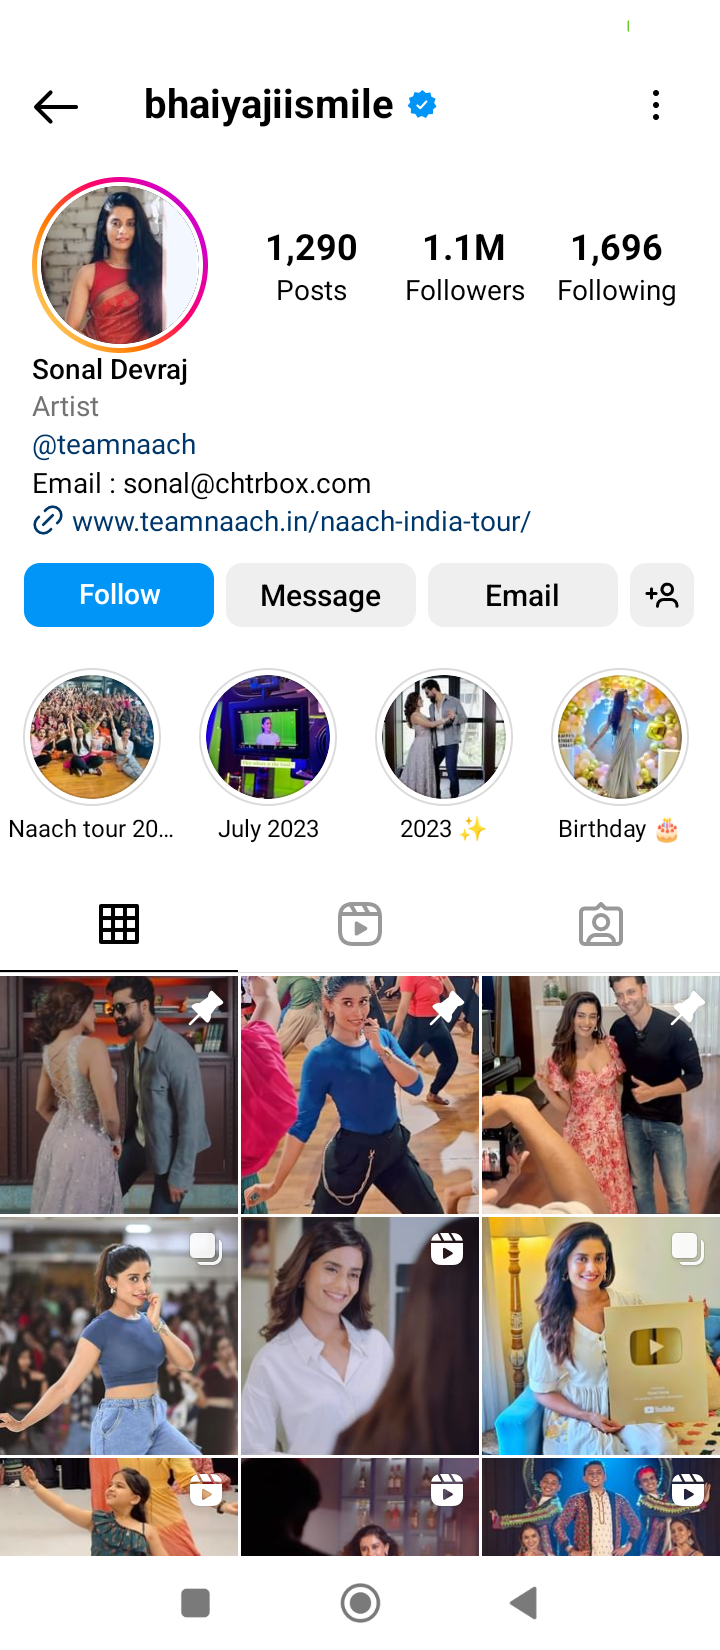 bhaiyajiismile
1,290 1.1M 1,696
Posts Followers Following
Sonal Devraj
Artist
@teamnaach
Email : sonal@chtrbox.com
www.teamnaach.in/naach-india-tour/
Follow Message Email
Naach tour 20... July 2023 2023 ✨ Birthday 🎂
YouTube